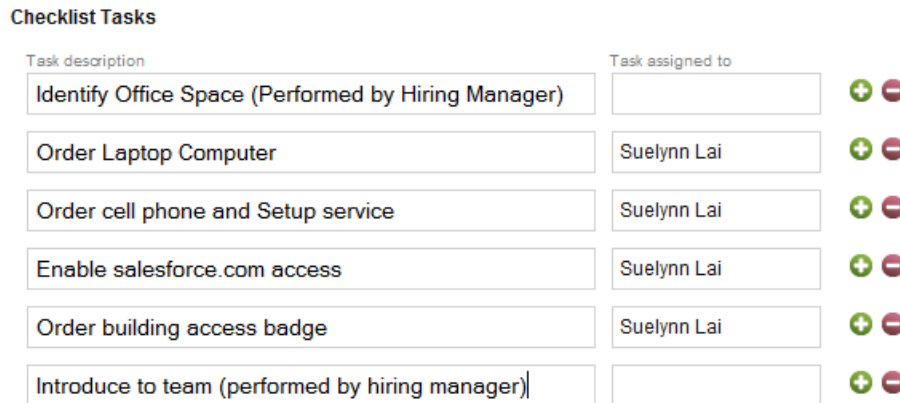 Checklist Tasks
Task description Task assigned to
Identify Office Space (Performed by Hiring Manager)
Order Laptop Computer Suelynn Lai
Order cell phone and Setup service Suelynn Lai
Enable salesforce.com access Suelynn Lai
Order building access badge Suelynn Lai
Introduce to team (performed by hiring manager)